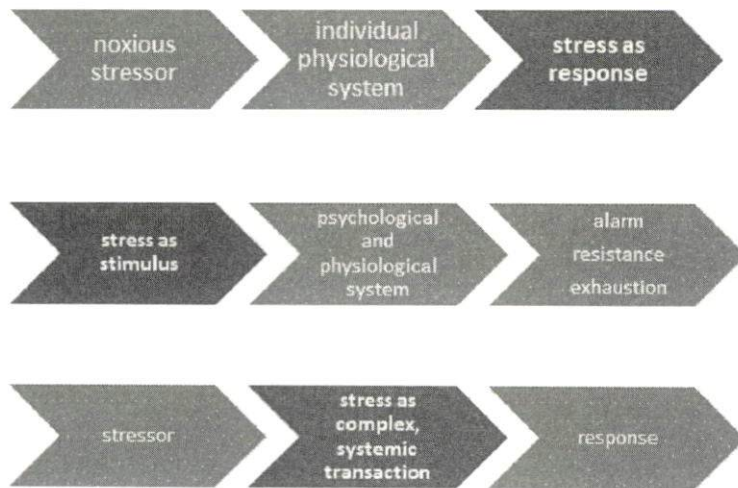 noxious
stressor
individual
physiological
system
stress as
response
stress as
stimulus
psychological
and
physiological
system
alarm
resistance
exhaustion
stressor
stress as
complex,
systemic
transaction
response